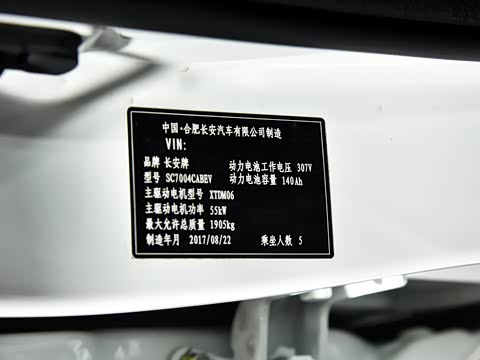 中国·合肥长安汽车有限公司制造
VIN:
品牌 长安牌 动力电池工作电压 307V
型号 SC7004CABEV 动力电池容量 140Ah
主驱动电机型号 XTDM06
主驱动电机功率 55kW
最大允许总质量 1905kg
制造年月 2017/08/22 乘坐人数 5